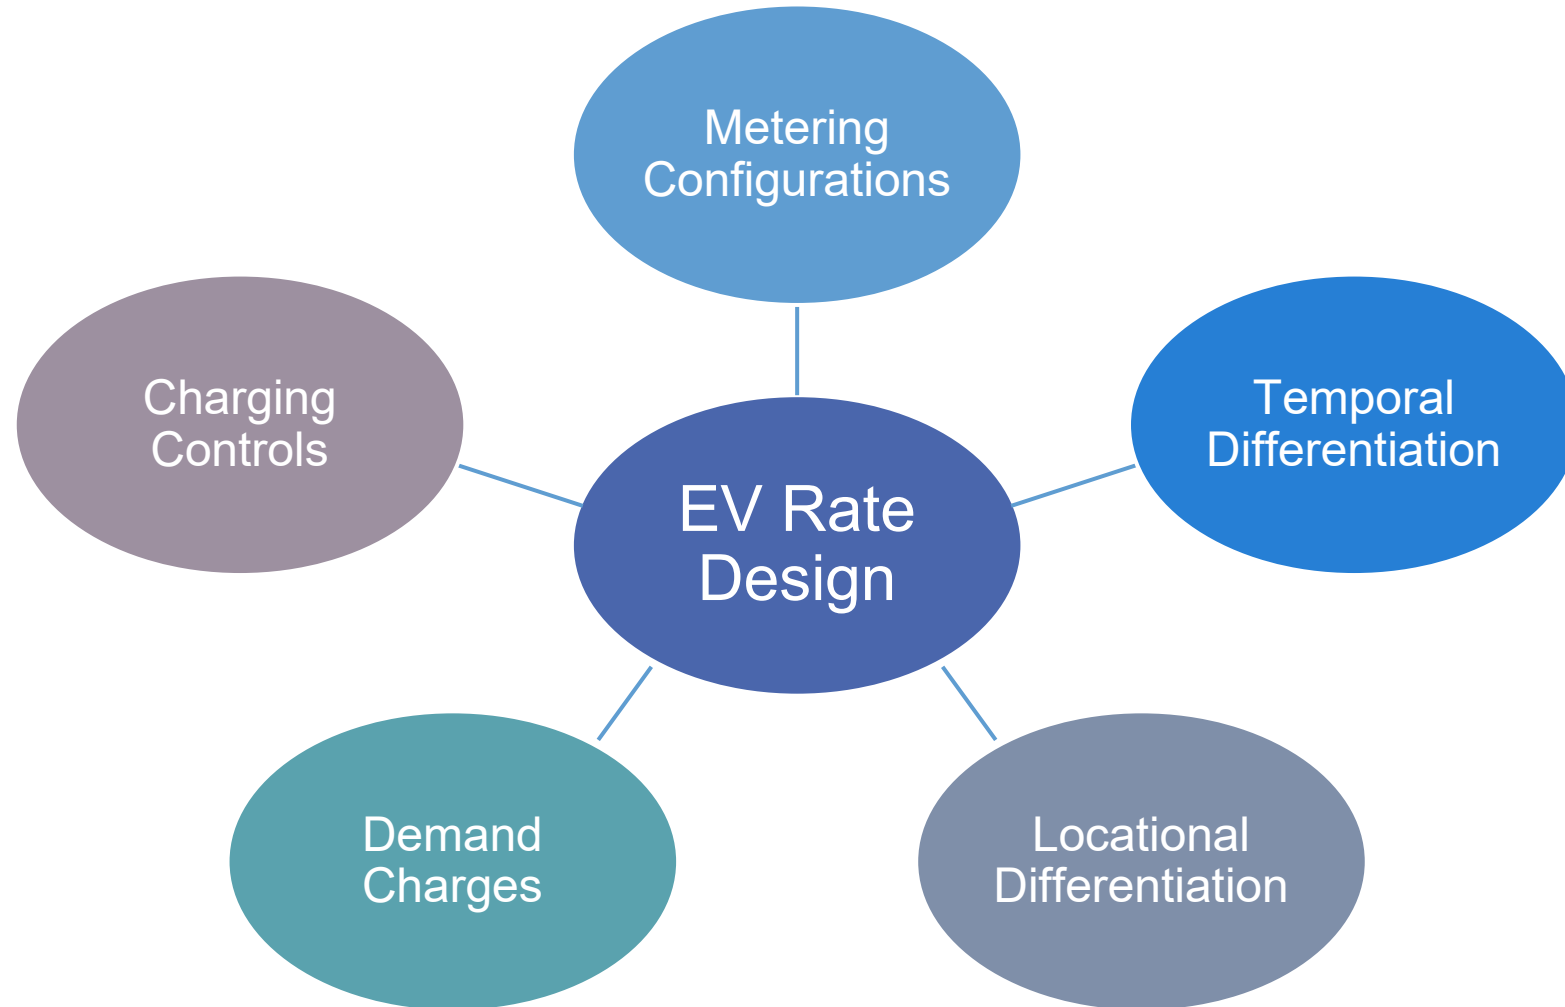 Metering
Configurations
Charging
Controls
Temporal
Differentiation
EV Rate
Design
Demand
Charges
Locational
Differentiation